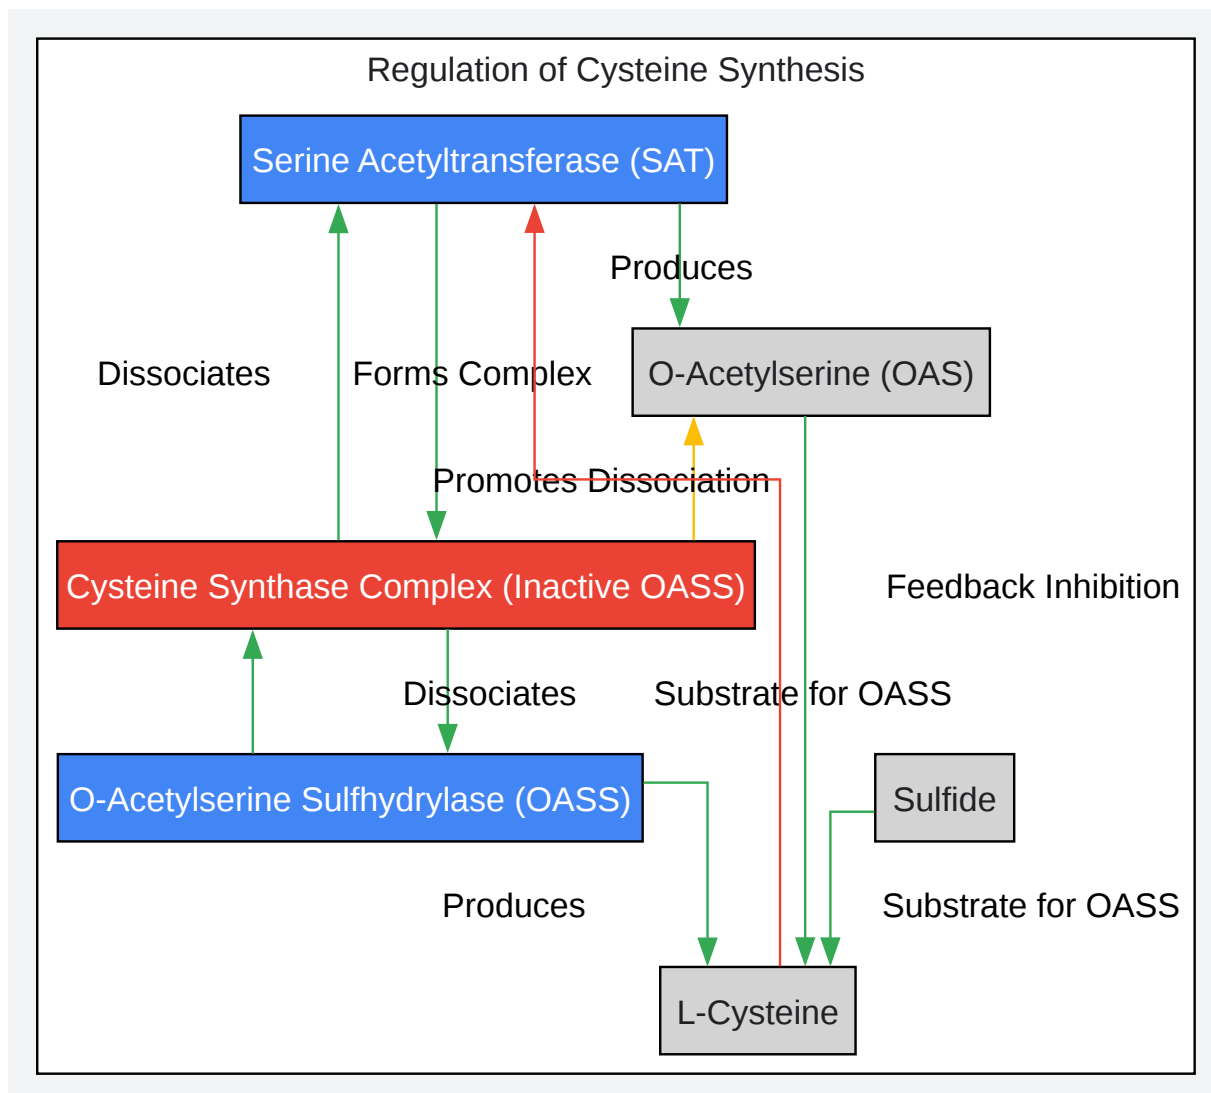 Regulation of Cysteine Synthesis
Serine Acetyltransferase (SAT)
Produces
Dissociates
Forms Complex
O-Acetylserine (OAS)
Promotes Dissociation
Cysteine Synthase Complex (Inactive OASS)
Feedback Inhibition
Dissociates
Substrate for OASS
O-Acetylserine Sulfhydrylase (OASS)
Sulfide
Produces
Substrate for OASS
L-Cysteine